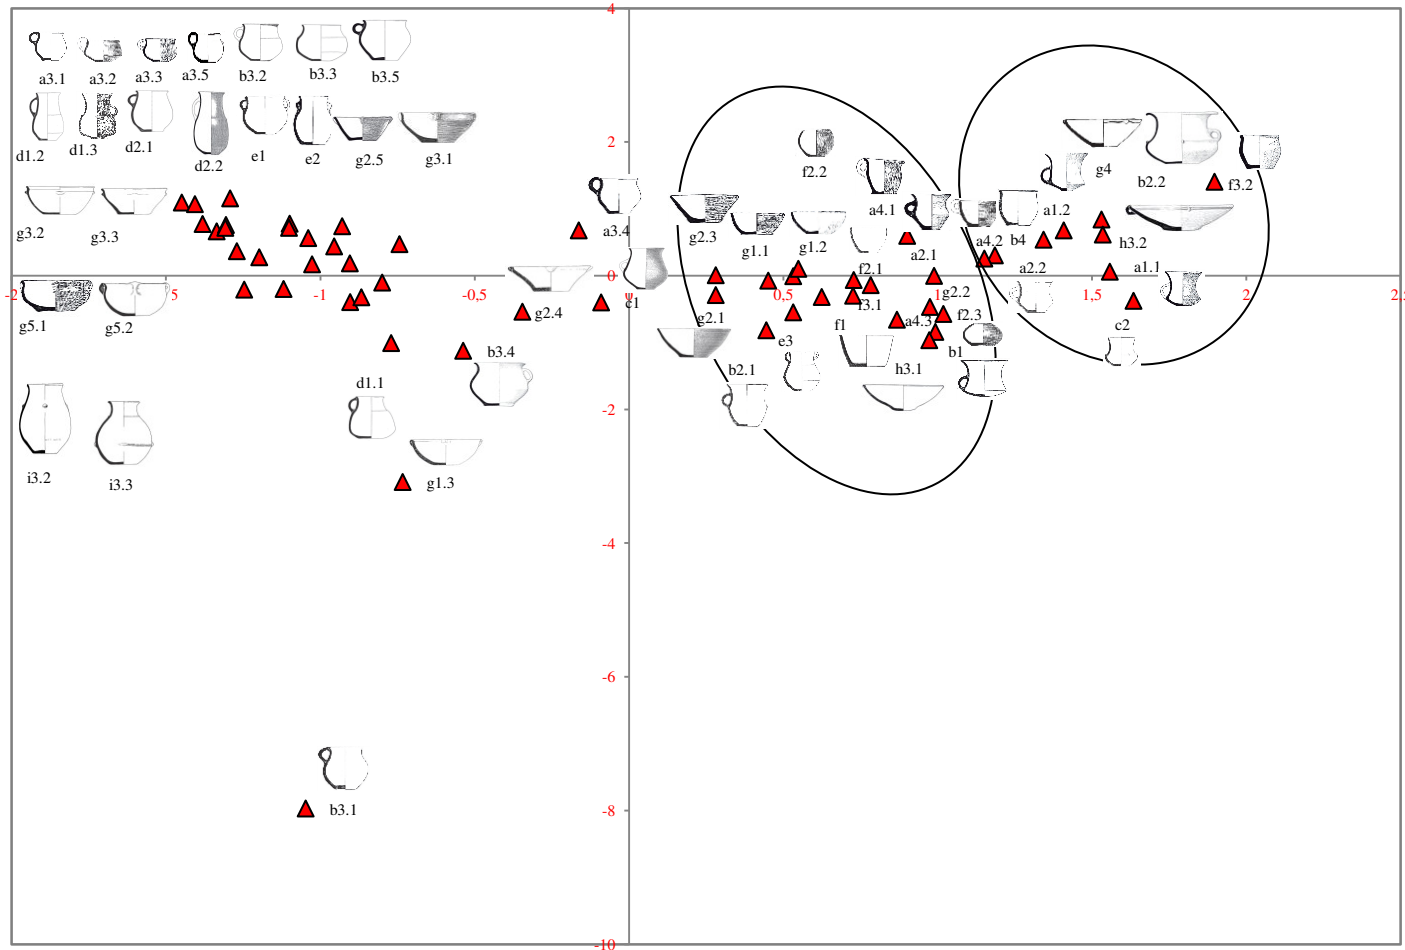 4
a3.1 a3.2 a3.3 a3.5 b3.2 b3.3 b3.5
2
d1.2 d1.3 d2.1 d2.2 e1 e2 g2.5 g3.1
f2.2 g4 b2.2 f3.2
g3.2 g3.3 a3.4 g2.3 g1.1 g1.2 a4.1 a2.1 a4.2 b4 a1.2 h3.2
-2 5 -1 -0,5 0 0,5 1 1,5 2
f2.1 a2.2 a1.1
g5.1 g5.2 g2.4 c1 g2.1 f3.1 g2.2
e3 f1 a4.3 f2.3 c2
b3.4 b2.1 h3.1 b1
d1.1
-2
i3.2 i3.3 g1.3
-4
-6
b3.1
-8
-10